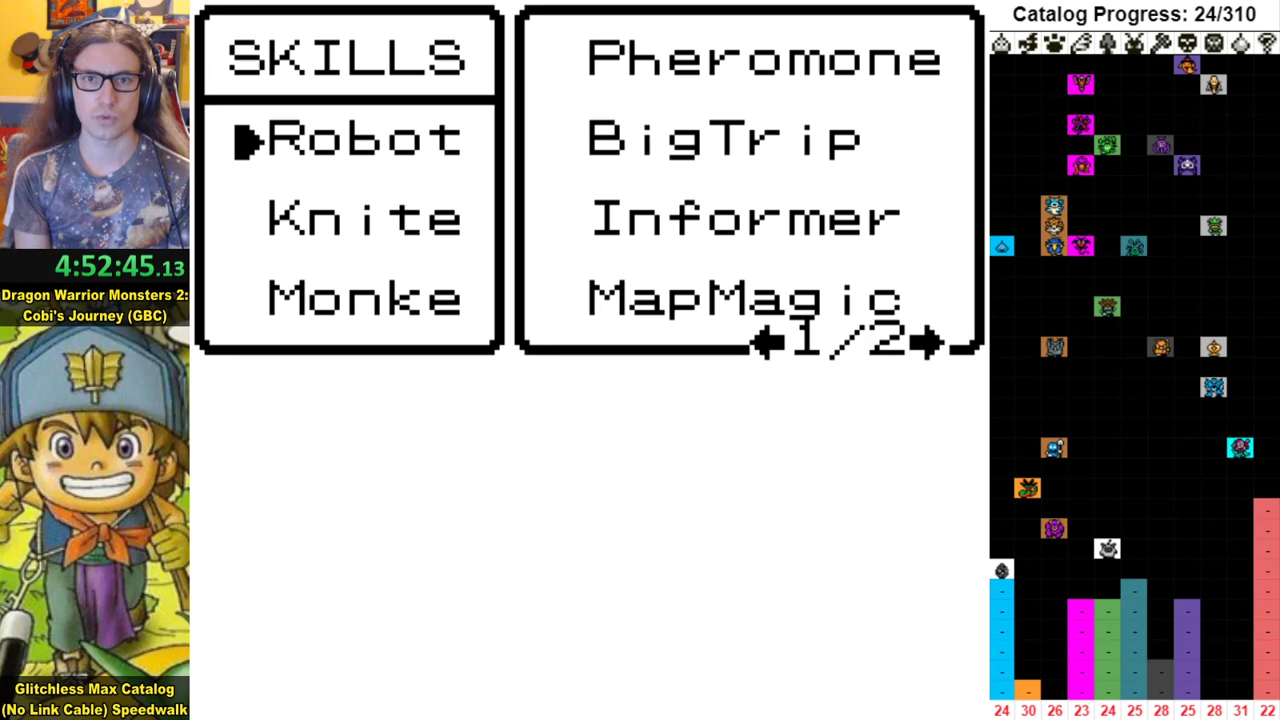 Catalog Progress: 24/310
SKILLS
Robot
Knite
Monke
Pheromone
BigTrip
Informer
MapMagic
1/2
4:52:45.13
Dragon Warrior Monsters 2:
Cobi's Journey (GBC)
Glitchless Max Catalog
(No Link Cable) Speedwalk
24 30 26 23 24 25 28 25 28 31 22